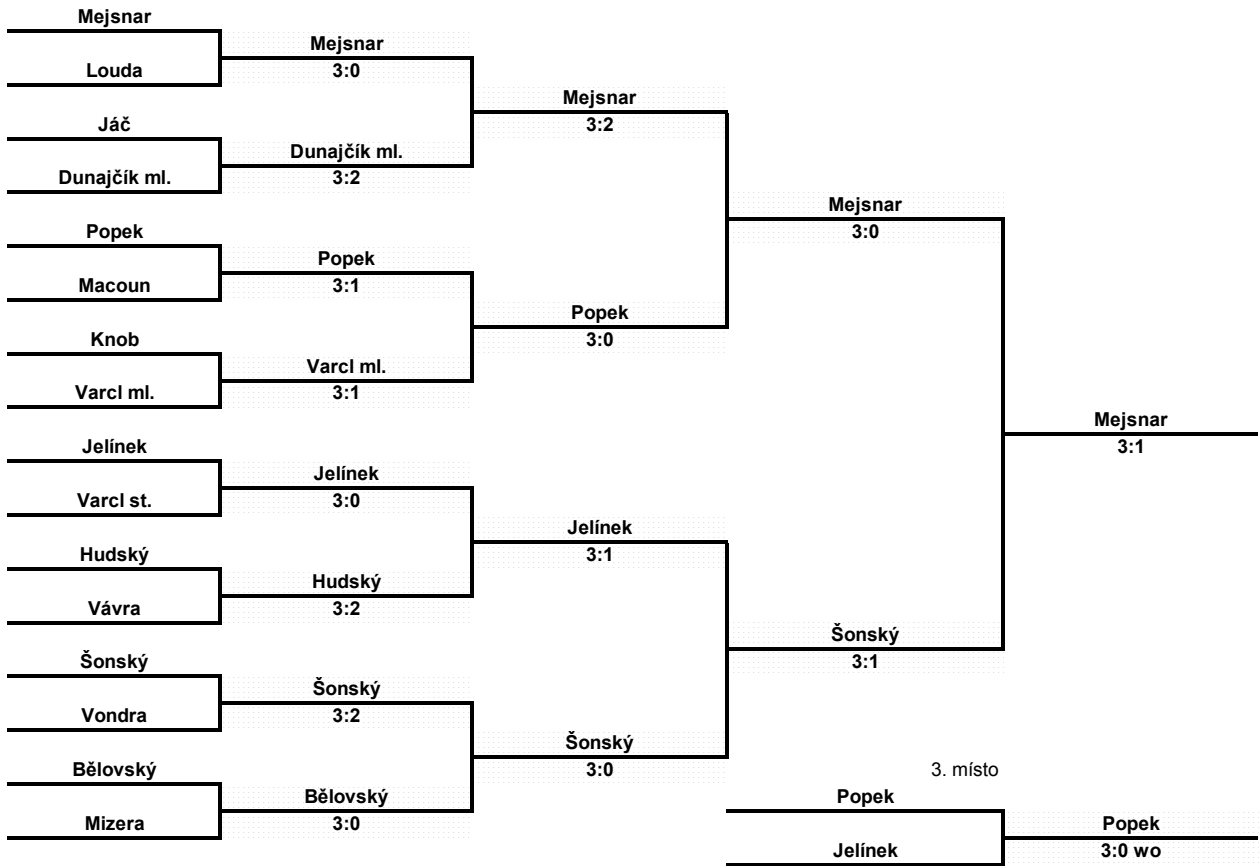 Mejsnar
Louda
Jáč
Dunajčík ml.
Popek
Macoun
Knob
Varcl ml.
Jelínek
Varcl st.
Hudský
Vávra
Šonský
Vondra
Bělovský
Mizera
Mejsnar
3:0
Dunajčík ml.
3:2
Popek
3:1
Varcl ml.
3:1
Jelínek
3:0
Hudský
3:2
Šonský
3:2
Bělovský
3:0
Mejsnar
3:2
Popek
3:0
Jelínek
3:1
Šonský
3:0
Mejsnar
3:0
Šonský
3:1
Mejsnar
3:1
3. místo
Popek
Jelínek
Popek
3:0 wo